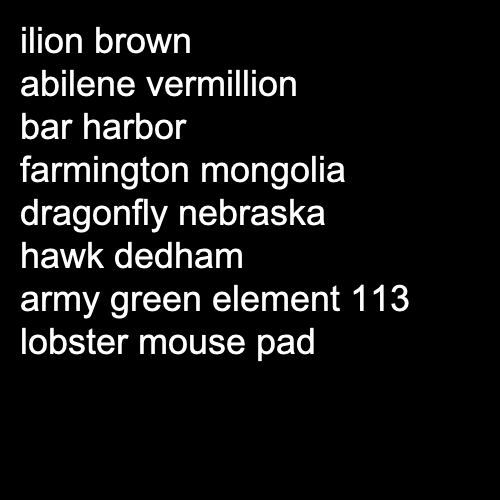 ilion brown
abilene vermillion
bar harbor
farmington mongolia
dragonfly nebraska
hawk dedham
army green element 113
lobster mouse pad